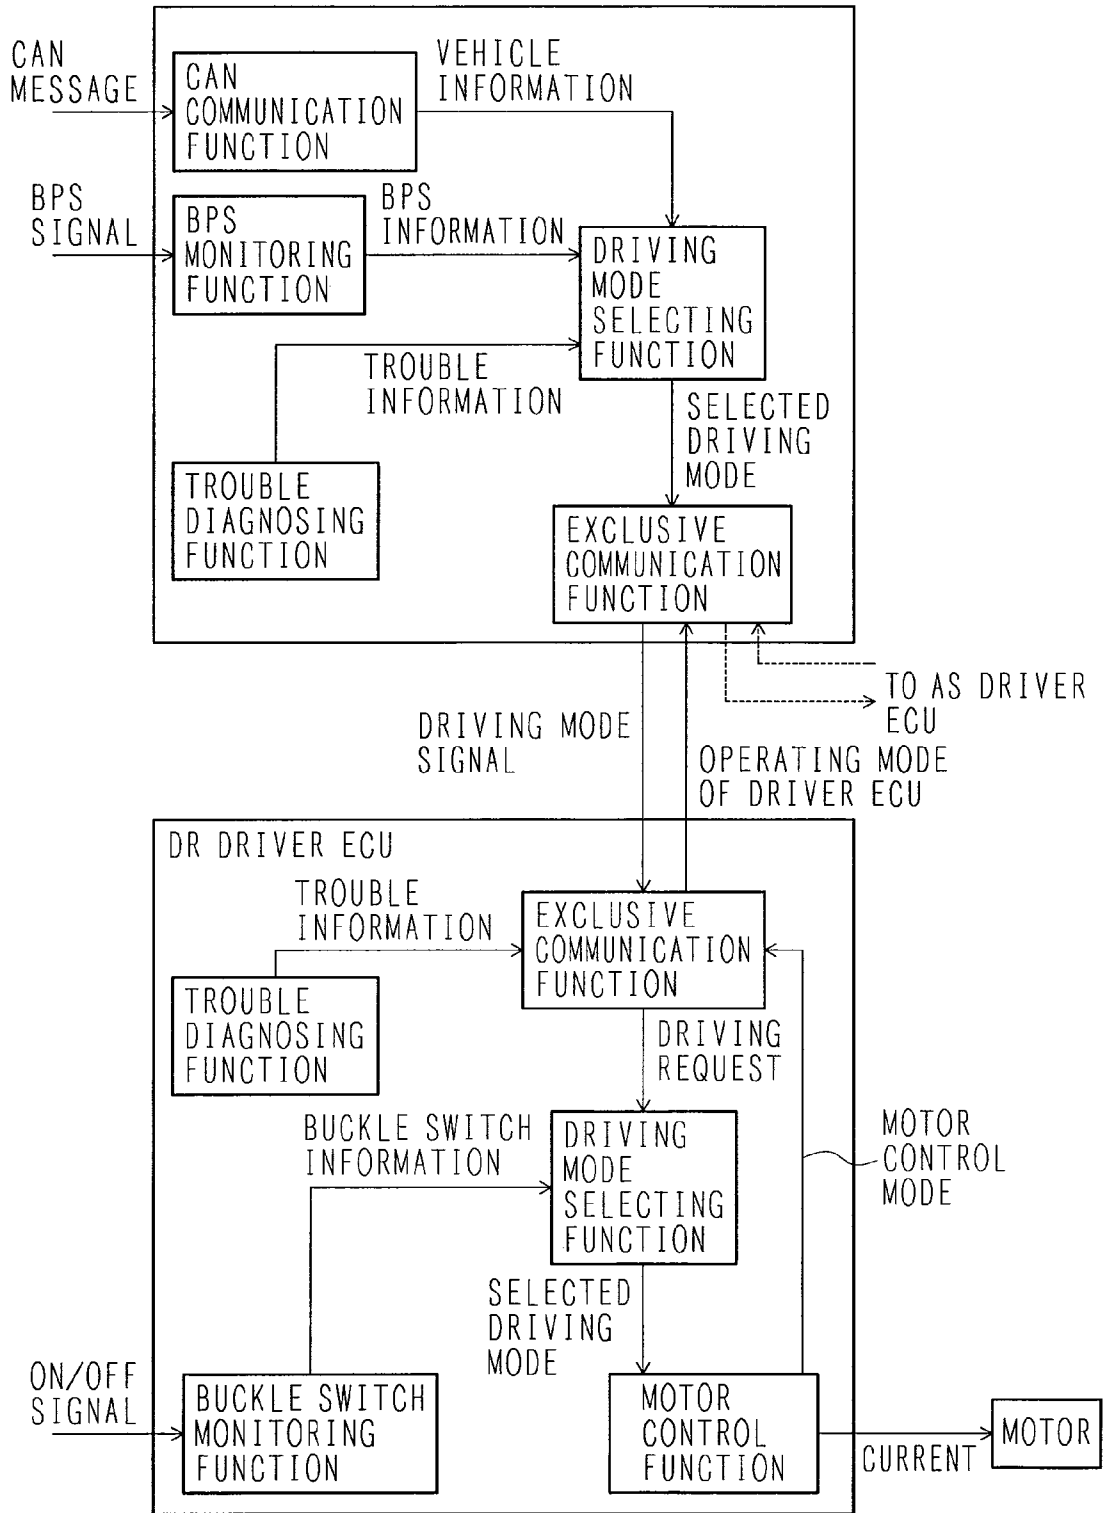 CAN
MESSAGE
CAN
COMMUNICATION
FUNCTION
VEHICLE
INFORMATION
BPS
SIGNAL
BPS
MONITORING
FUNCTION
BPS
INFORMATION
DRIVING
MODE
SELECTING
FUNCTION
TROUBLE
INFORMATION
TROUBLE
DIAGNOSING
FUNCTION
SELECTED
DRIVING
MODE
EXCLUSIVE
COMMUNICATION
FUNCTION
TO AS DRIVER
ECU
DRIVING MODE
SIGNAL
OPERATING MODE
OF DRIVER ECU
DR DRIVER ECU
TROUBLE
INFORMATION
EXCLUSIVE
COMMUNICATION
FUNCTION
TROUBLE
DIAGNOSING
FUNCTION
DRIVING
REQUEST
BUCKLE SWITCH
INFORMATION
DRIVING
MODE
SELECTING
FUNCTION
MOTOR
CONTROL
MODE
SELECTED
DRIVING
MODE
ON/OFF
SIGNAL
BUCKLE SWITCH
MONITORING
FUNCTION
MOTOR
CONTROL
FUNCTION
CURRENT
MOTOR